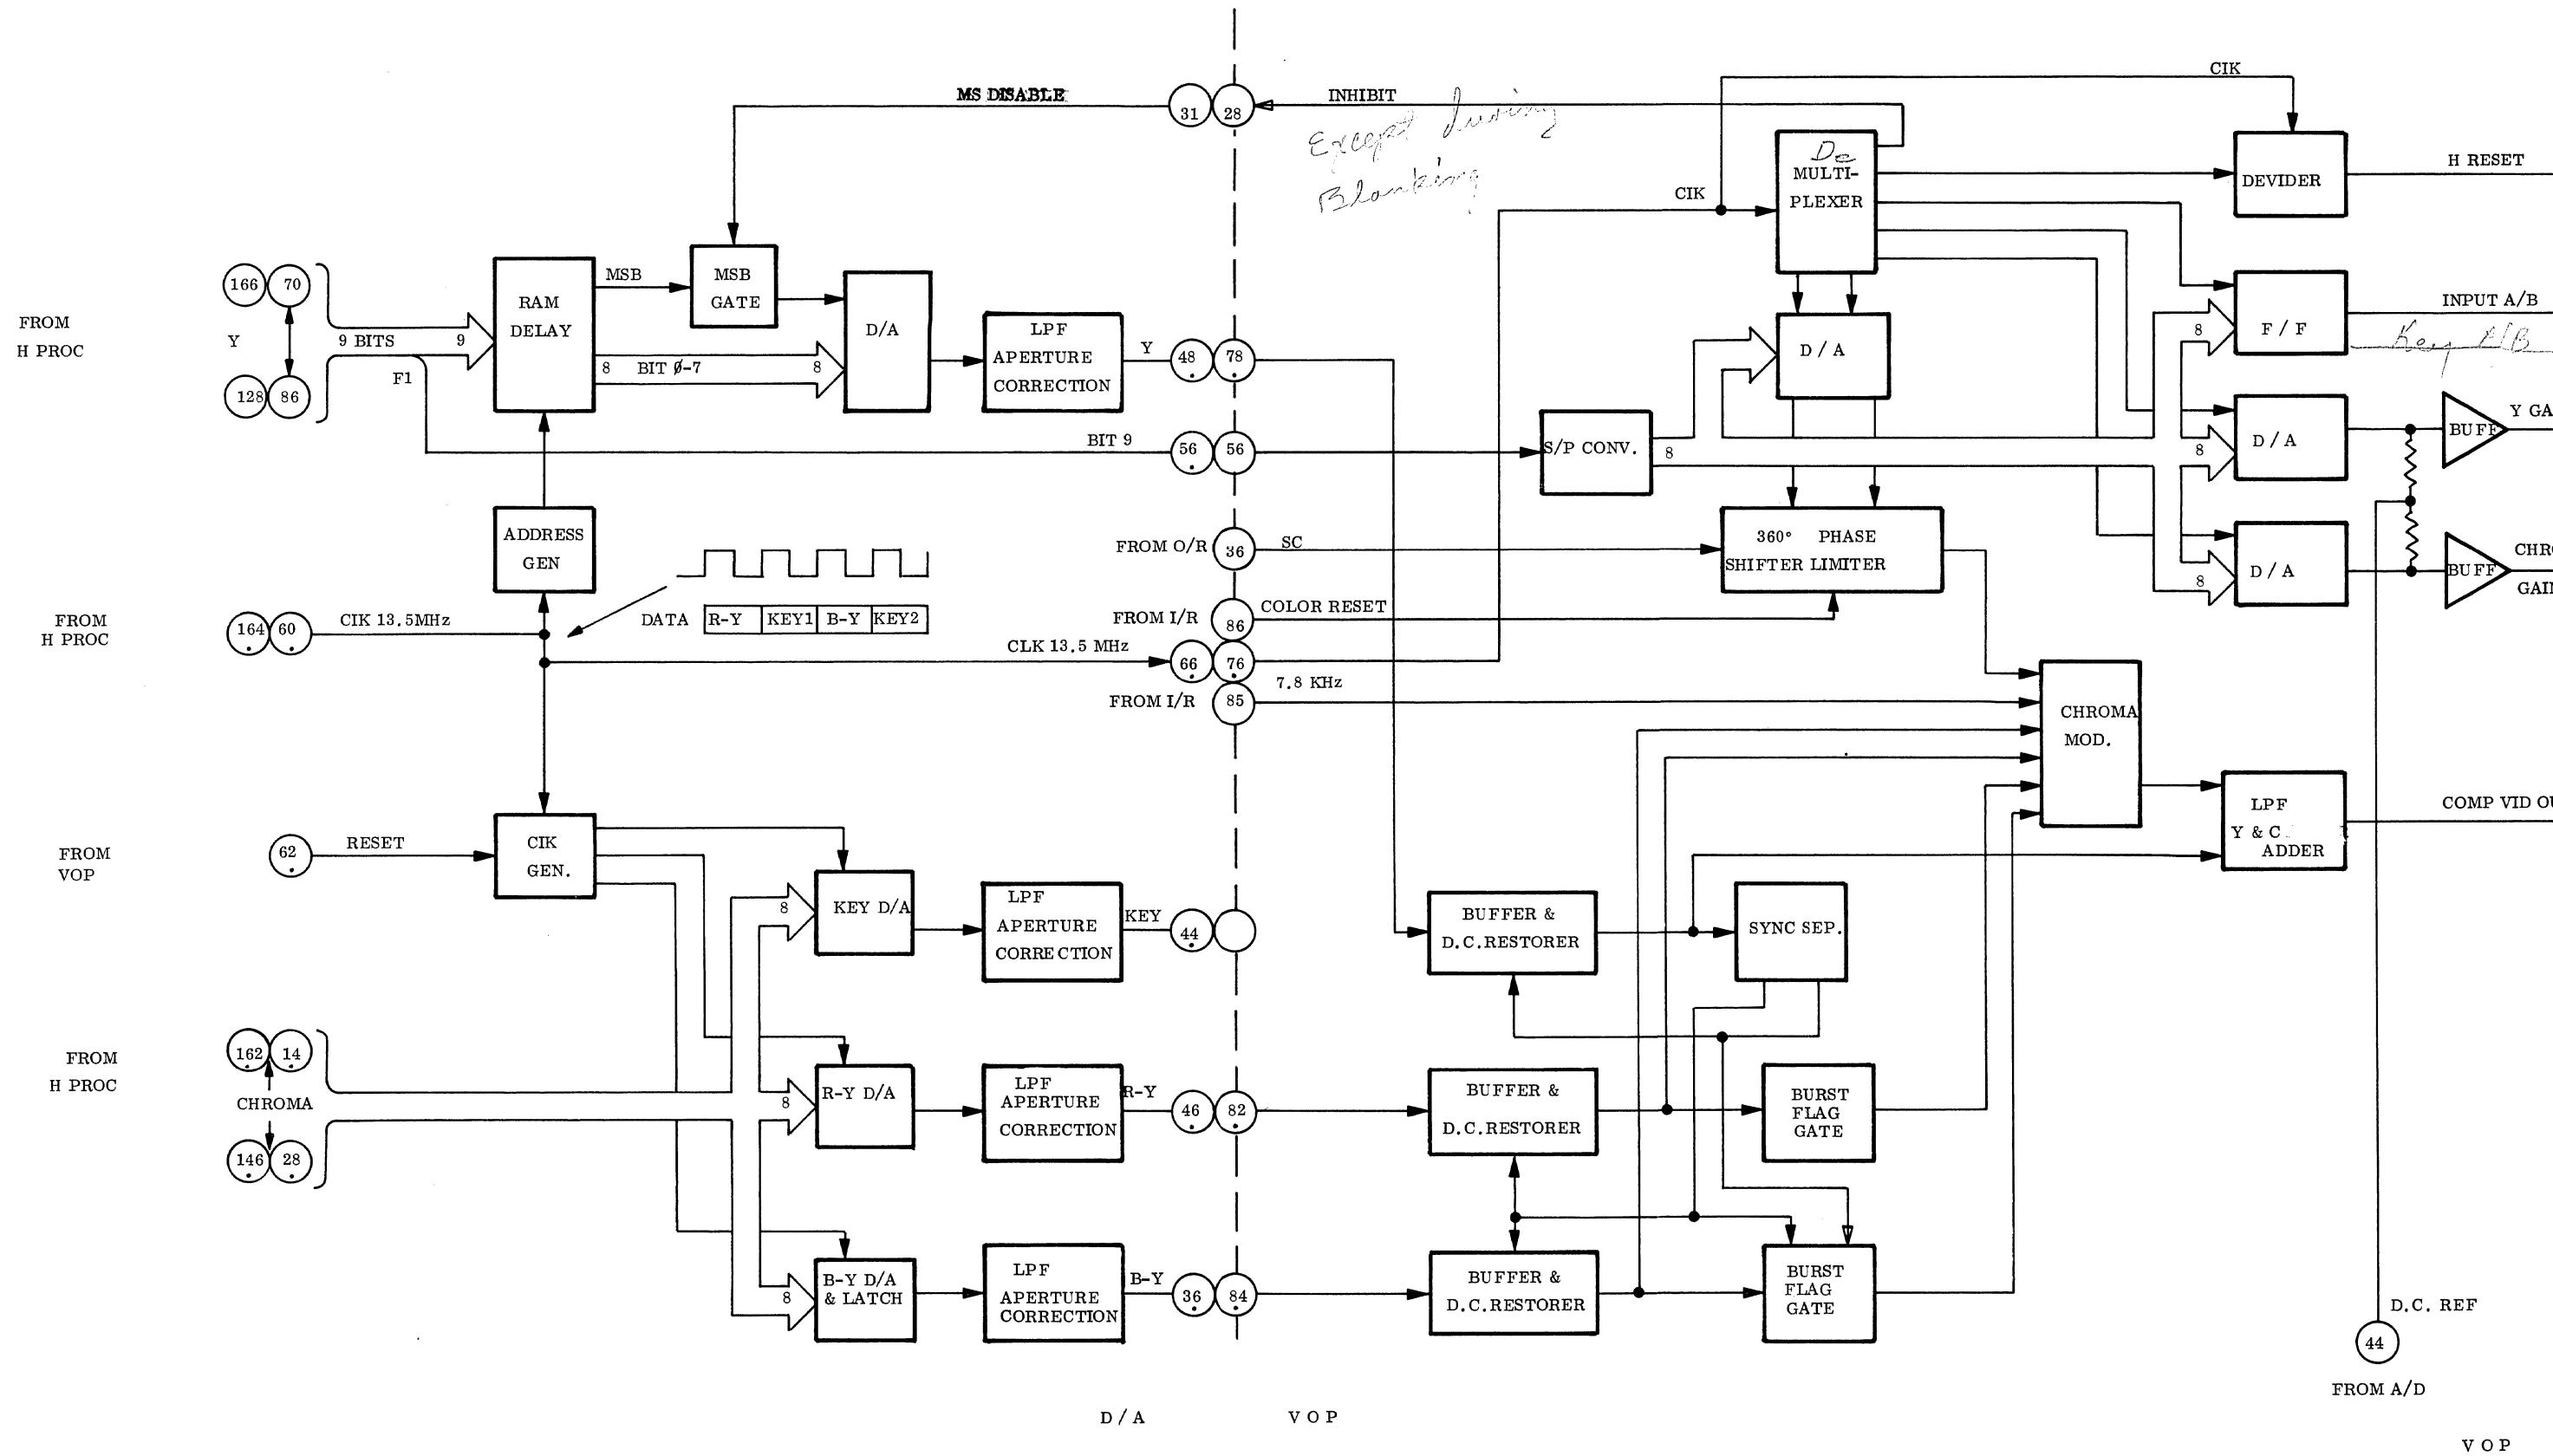 CIK
MS DISABLE
31
28
INHIBIT
Except during
Blanking
De
MULTI-
PLEXER
CIK
DEVIDER
H RESET
FROM
H PROC
166
70
Y
128
86
9 BITS
9
F1
RAM
DELAY
MSB
MSB
GATE
8
BIT Ø-7
8
D/A
LPF
APERTURE
CORRECTION
Y
48
78
D/A
8
F/F
INPUT A/B
Key A/B
BIT 9
56
56
S/P CONV.
8
8
D/A
BUFF
Y GA
ADDRESS
GEN
FROM O/R
36
SC
360° PHASE
SHIFTER LIMITER
8
D/A
BUFF
CHRO
GAIN
FROM
H PROC
164
60
CIK 13.5MHz
DATA
R-Y
KEY1
B-Y
KEY2
FROM I/R
86
COLOR RESET
CLK 13.5 MHz
66
76
FROM I/R
85
7.8 KHz
CHROMA
MOD.
FROM
VOP
62
RESET
CIK
GEN.
LPF
Y & C
ADDER
COMP VID OU
8
KEY D/A
LPF
APERTURE
CORRECTION
KEY
44
BUFFER &
D.C.RESTORER
SYNC SEP.
FROM
H PROC
162
14
CHROMA
146
28
8
R-Y D/A
LPF
APERTURE
CORRECTION
R-Y
46
82
BUFFER &
D.C.RESTORER
BURST
FLAG
GATE
8
B-Y D/A
& LATCH
LPF
APERTURE
CORRECTION
B-Y
36
84
BUFFER &
D.C.RESTORER
BURST
FLAG
GATE
D.C. REF
44
FROM A/D
D/A
VOP
VOP